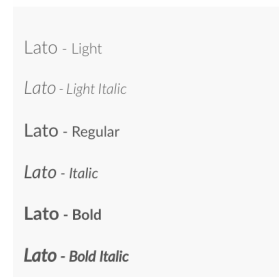 Lato - Light
Lato - Light Italic
Lato - Regular
Lato - Italic
Lato - Bold
Lato - Bold Italic